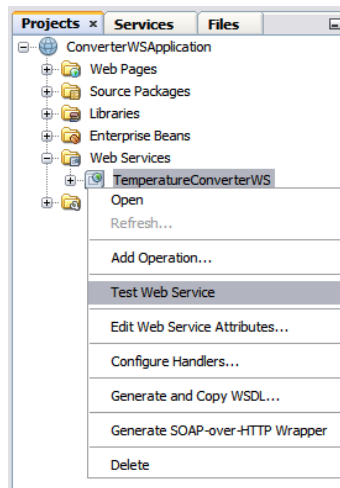 Projects × Services Files
ConverterWSApplication
Web Pages
Source Packages
Libraries
Enterprise Beans
Web Services
TemperatureConverterWS
Open
Refresh...
Add Operation...
Test Web Service
Edit Web Service Attributes...
Configure Handlers...
Generate and Copy WSDL...
Generate SOAP-over-HTTP Wrapper
Delete